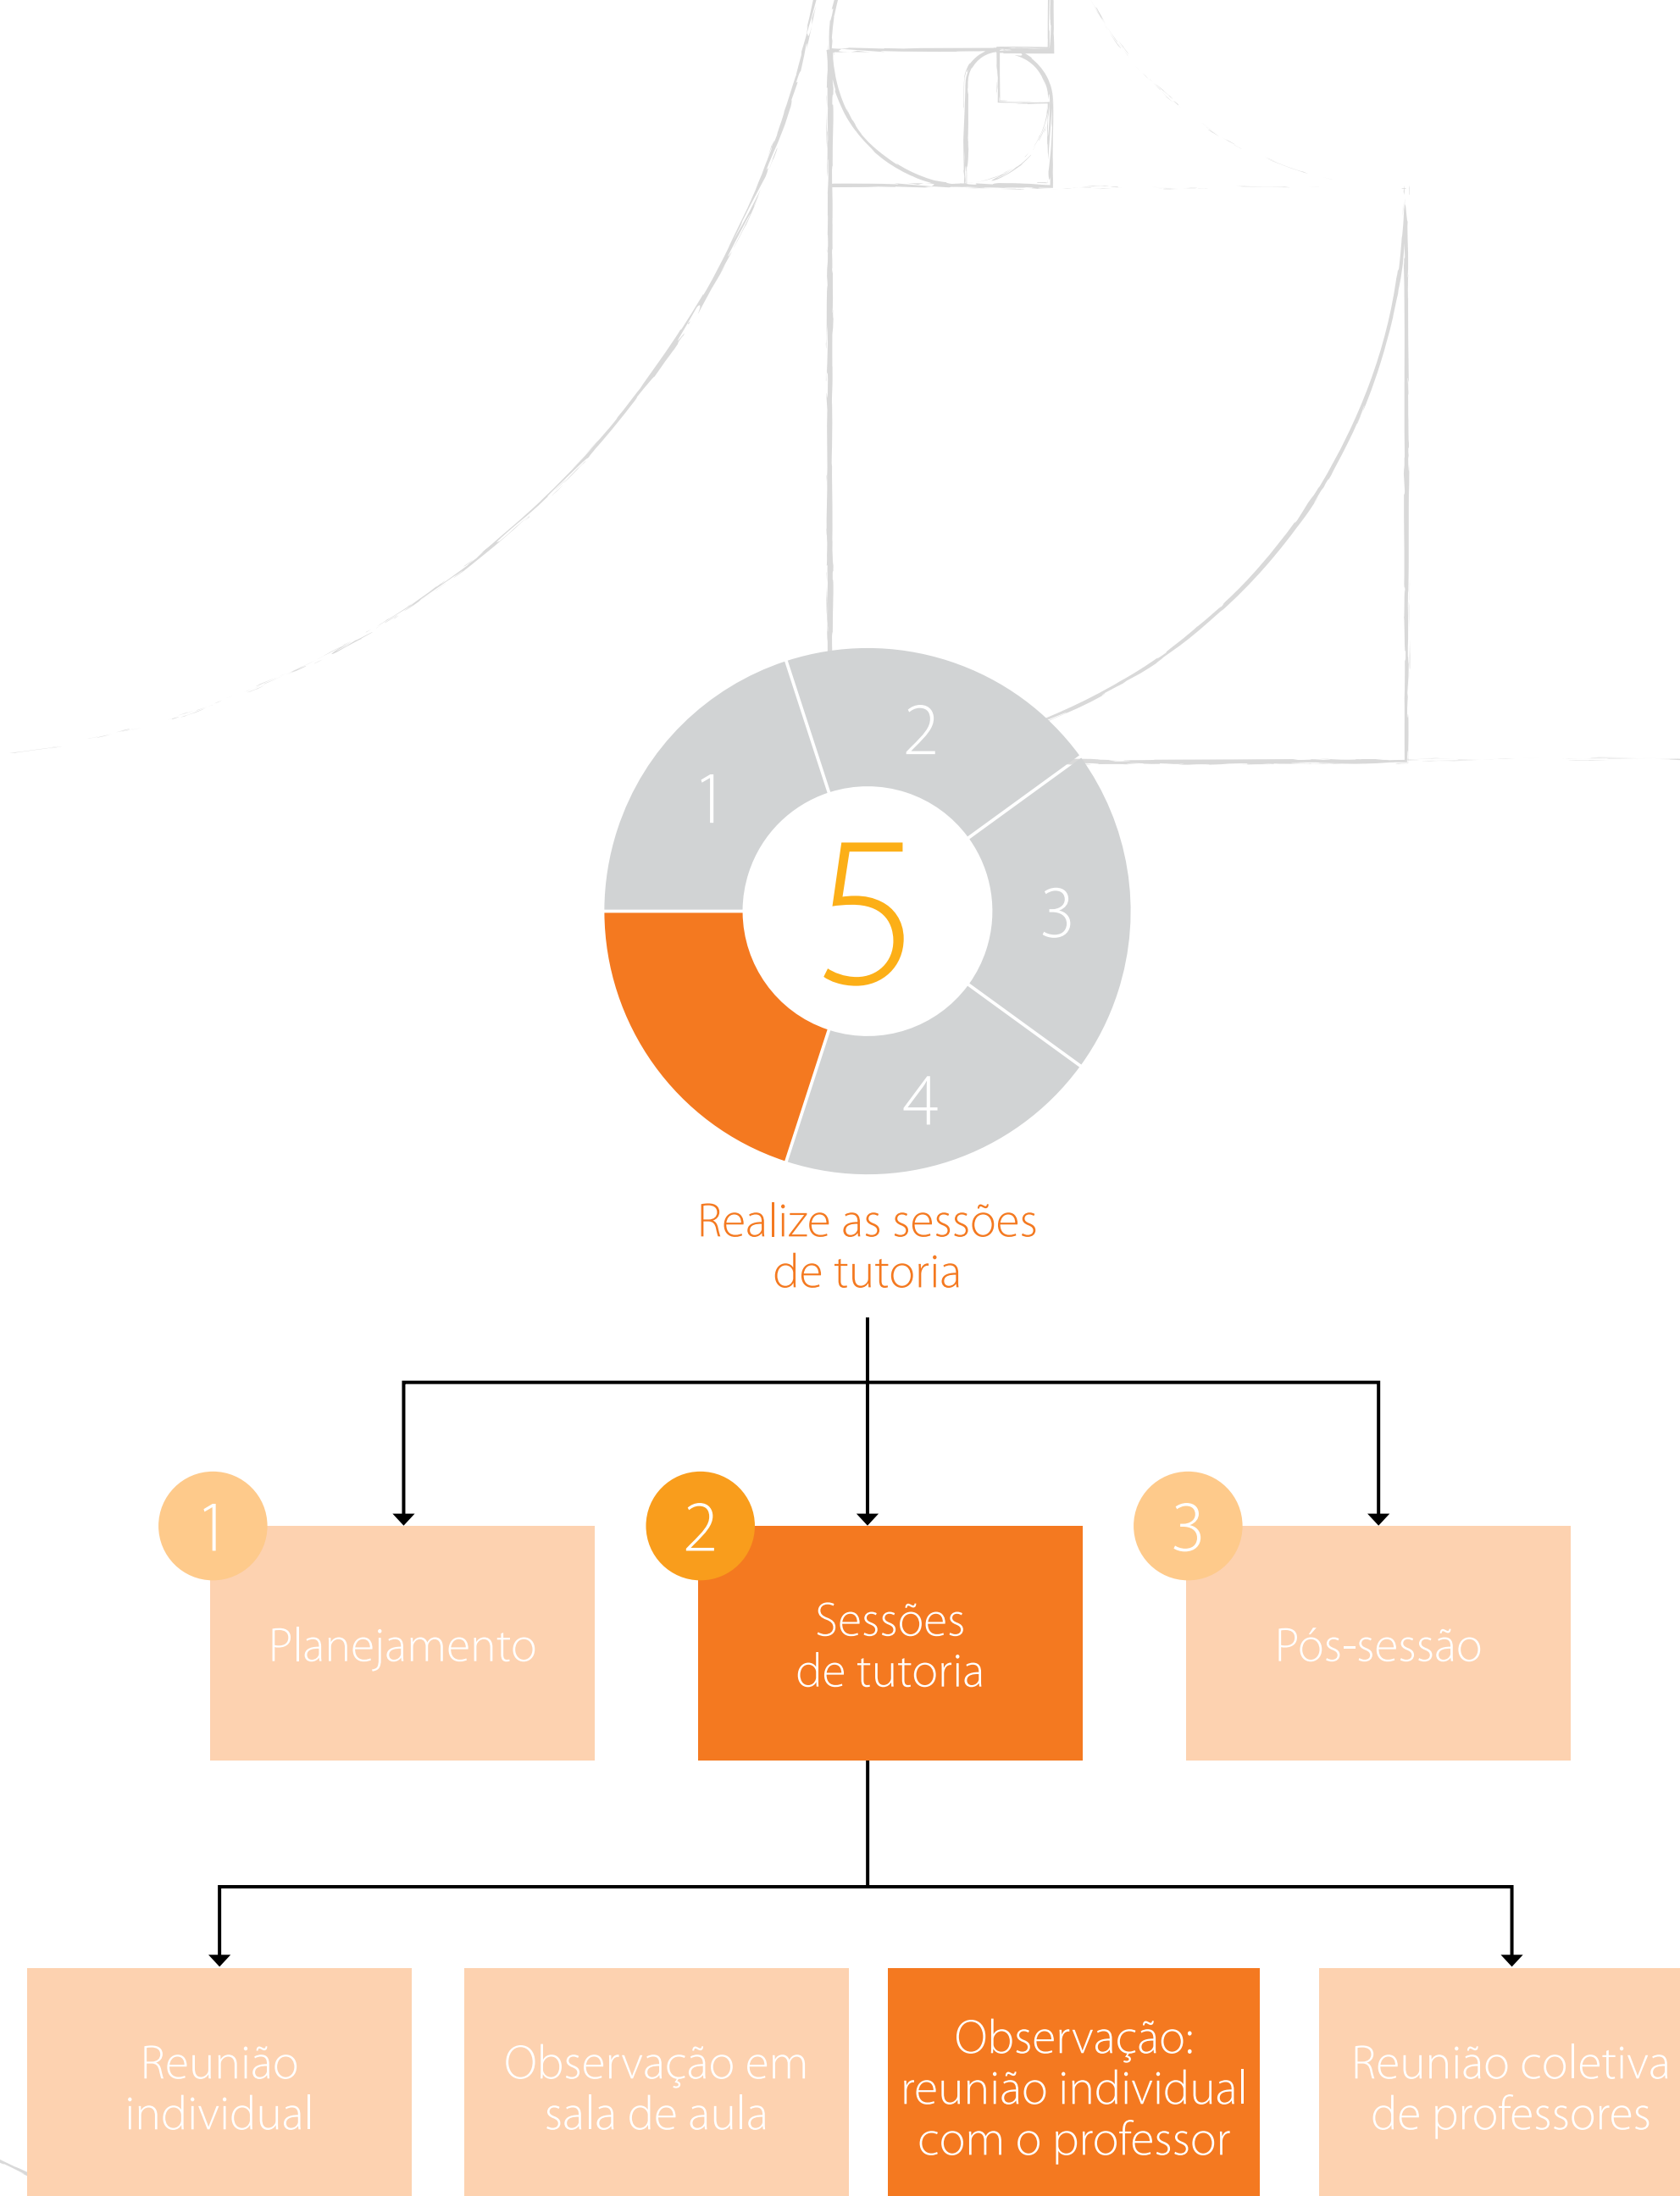 1
2
3
4
5
Realize as sessões
de tutoria
1
Planejamento
2
Sessões
de tutoria
3
Pós-sessão
Reunião
individual
Observação em
sala de aula
Observação:
reunião individual
com o professor
Reunião coletiva
de professores